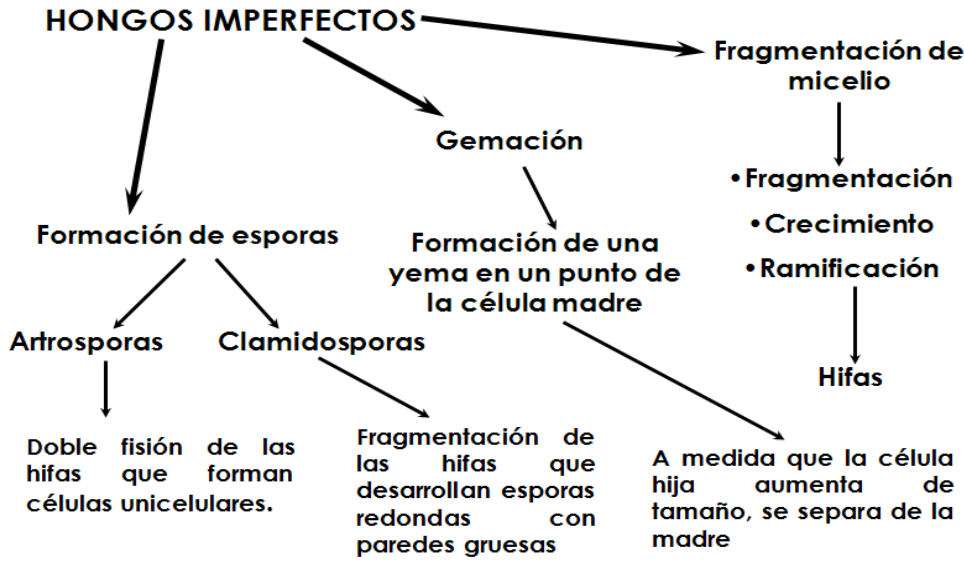 HONGOS IMPERFECTOS
Fragmentación de
micelio
•Fragmentación
•Crecimiento
•Ramificación
Hifas
Gemación
Formación de una
yema en un punto de
la célula madre
A medida que la célula
hija aumenta de
tamaño, se separa de la
madre
Formación de esporas
Artrosporas
Doble fisión de las
hifas que forman
células unicelulares.
Clamidosporas
Fragmentación de
las hifas que
desarrollan esporas
redondas con
paredes gruesas